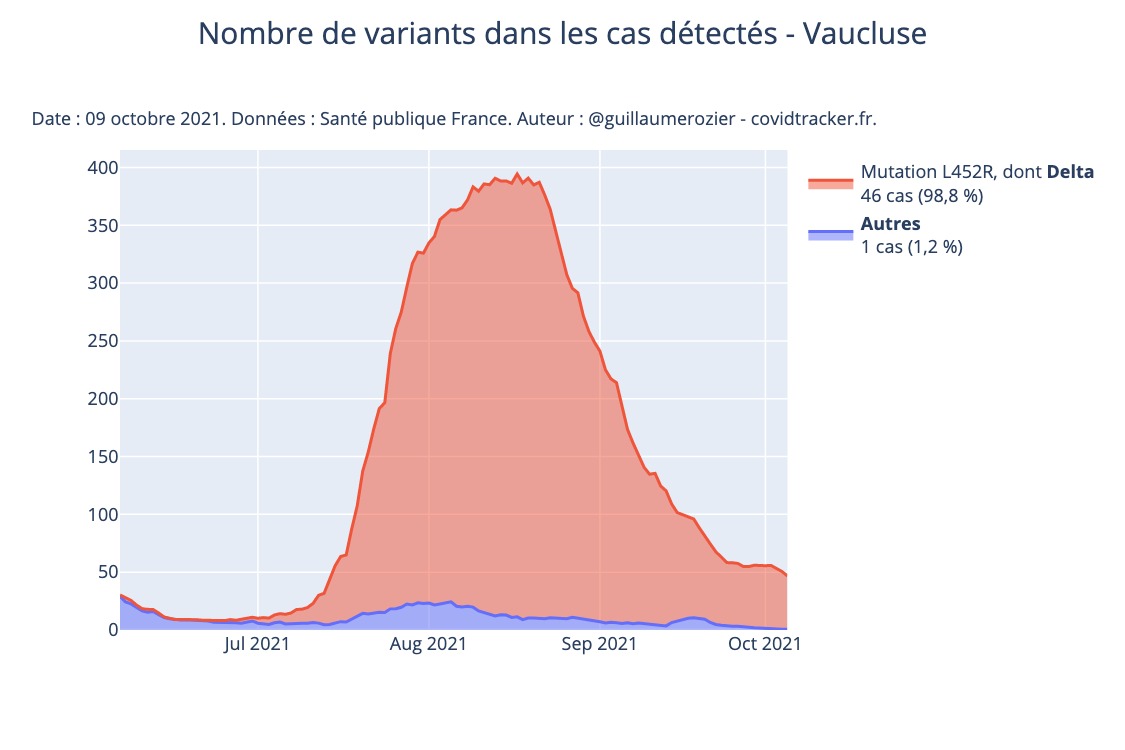 Nombre de variants dans les cas détectés - Vaucluse
Date : 09 octobre 2021. Données : Santé publique France. Auteur : @guillaumerozier - covidtracker.fr.
400
350
300
250
200
150
100
50
0
Jul 2021
Aug 2021
Sep 2021
Oct 2021
Mutation L452R, dont Delta
46 cas (98,8 %)
Autres
1 cas (1,2 %)